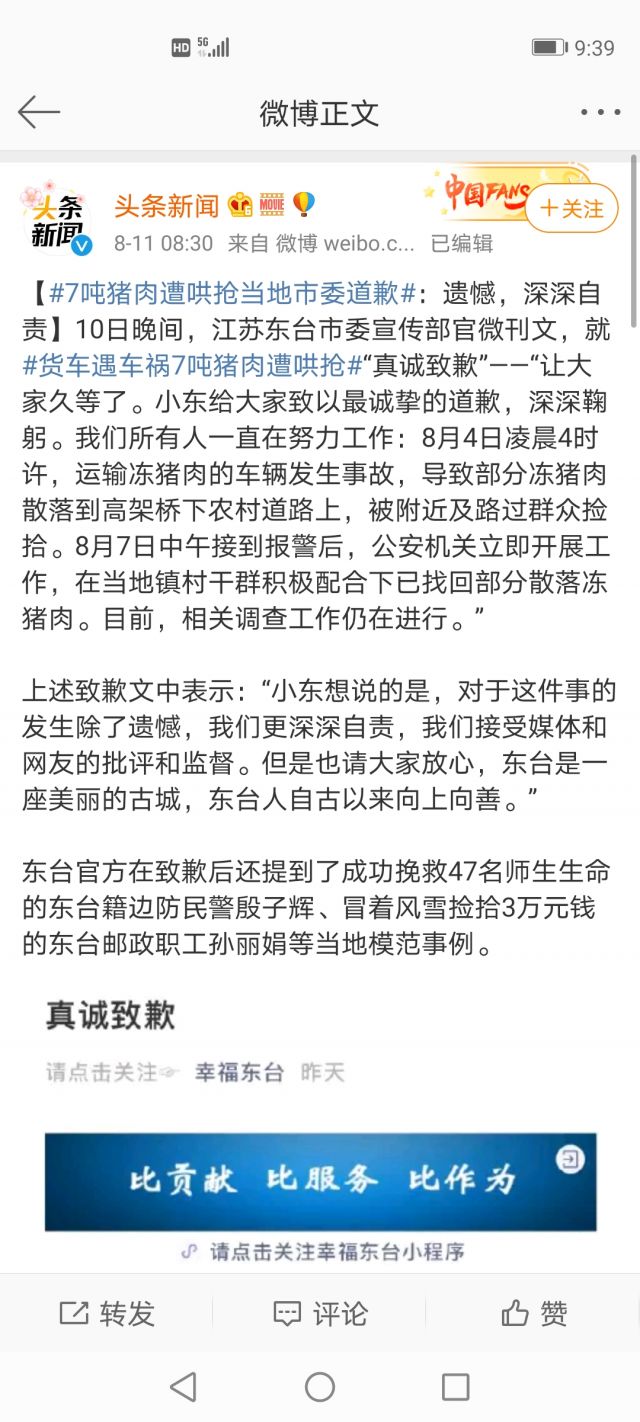 HD 5G 9:39
微博正文
头条新闻 MOVIE 中国FANS +关注
头条新闻 8-11 08:30 来自 微博 weibo.c... 已编辑
【#7吨猪肉遭哄抢当地市委道歉#：遗憾，深深自
责】10日晚间，江苏东台市委宣传部官微刊文，就
#货车遇车祸7吨猪肉遭哄抢#“真诚致歉”——“让大
家久等了。小东给大家致以最诚挚的道歉，深深鞠
躬。我们所有人一直在努力工作：8月4日凌晨4时
许，运输冻猪肉的车辆发生事故，导致部分冻猪肉
散落到高架桥下农村道路上，被附近及路过群众捡
拾。8月7日中午接到报警后，公安机关立即开展工
作，在当地镇村干群积极配合下已找回部分散落冻
猪肉。目前，相关调查工作仍在进行。”
上述致歉文中表示：“小东想说的是，对于这件事的
发生除了遗憾，我们更深深自责，我们接受媒体和
网友的批评和监督。但是也请大家放心，东台是一
座美丽的古城，东台人自古以来向上向善。”
东台官方在致歉后还提到了成功挽救47名师生生命
的东台籍边防民警殷子辉、冒着风雪捡拾3万元钱
的东台邮政职工孙丽娟等当地模范事例。
真诚致歉
请点击关注☞ 幸福东台 昨天
比贡献 比服务 比作为
请点击关注幸福东台小程序
转发 评论 赞